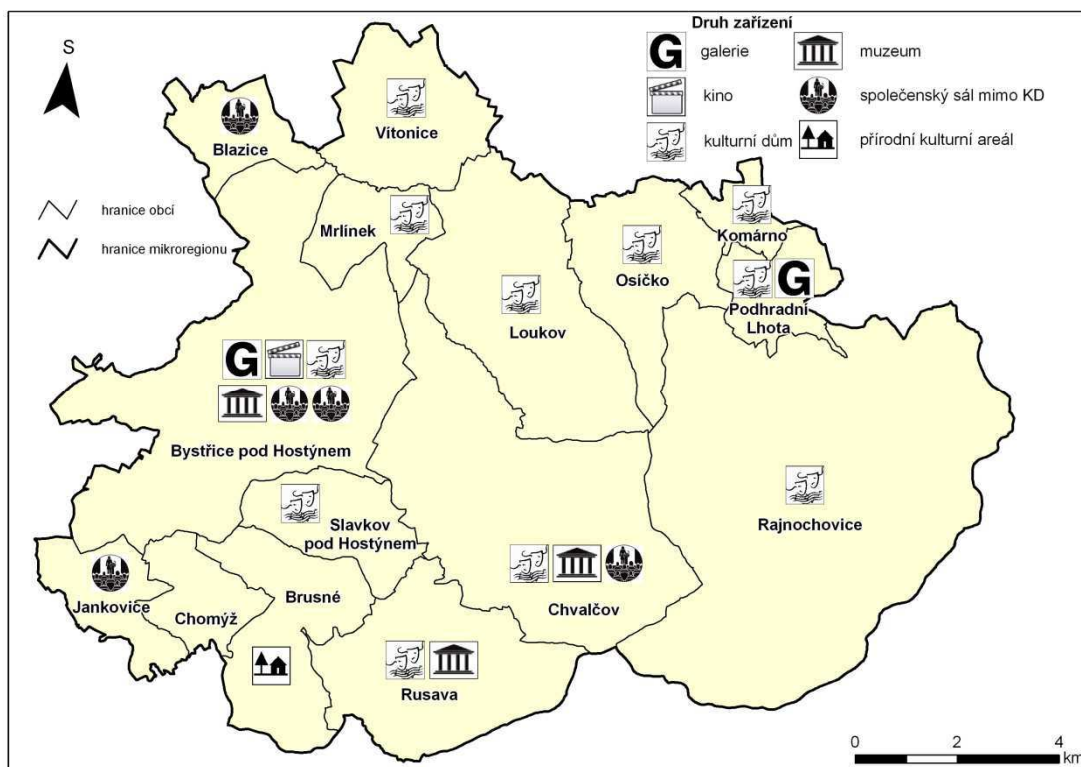 Druh zařízení
G galerie
muzeum
kino
společenský sál mimo KD
kulturní dům
přírodní kulturní areál
S
hranice obcí
hranice mikroregionu
Blazice
Vítonice
Mrlínek
Komárno
Osíčko
G
Podhradní
Lhota
Loukov
G
Bystřice pod Hostýnem
Rajnochovice
Slavkov
pod Hostýnem
Jankovice
Chomýž
Brusné
Chvalčov
Rusava
0 2 4
km